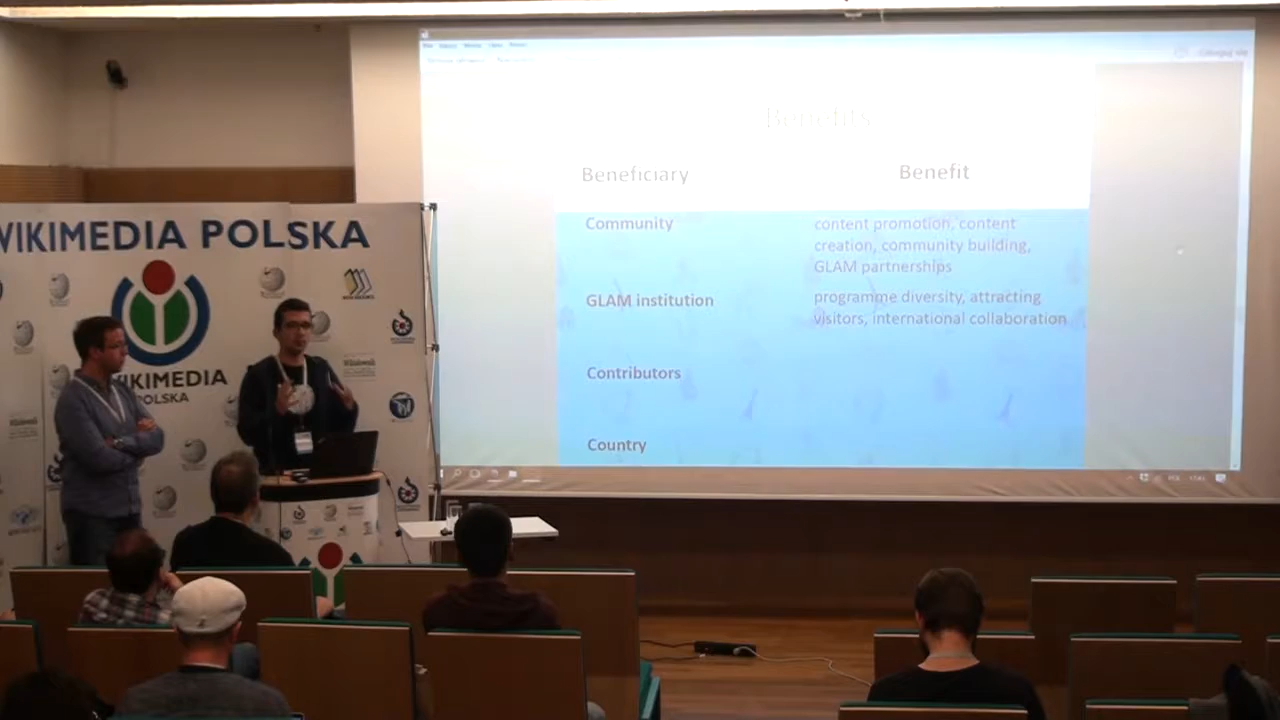 Benefits
Beneficiary
Benefit
Community
content promotion, content
creation, community building,
GLAM partnerships
GLAM institution
programme diversity, attracting
visitors, international collaboration
Contributors
Country
WIKIMEDIA POLSKA
WIKIMEDIA
POLSKA